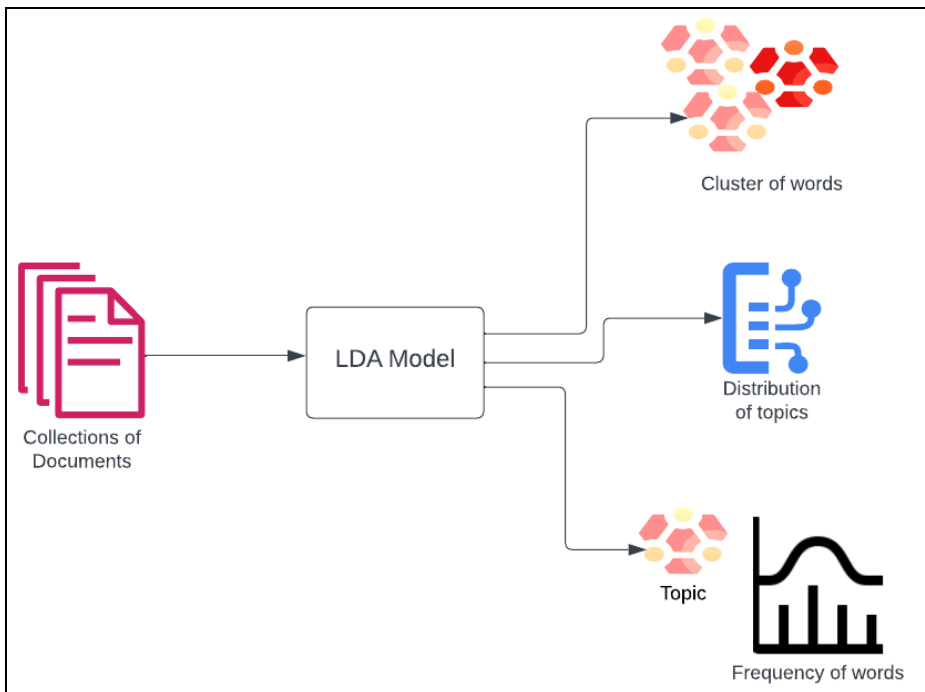 Cluster of words
LDA Model
Collections of
Documents
Distribution
of topics
Topic
Frequency of words